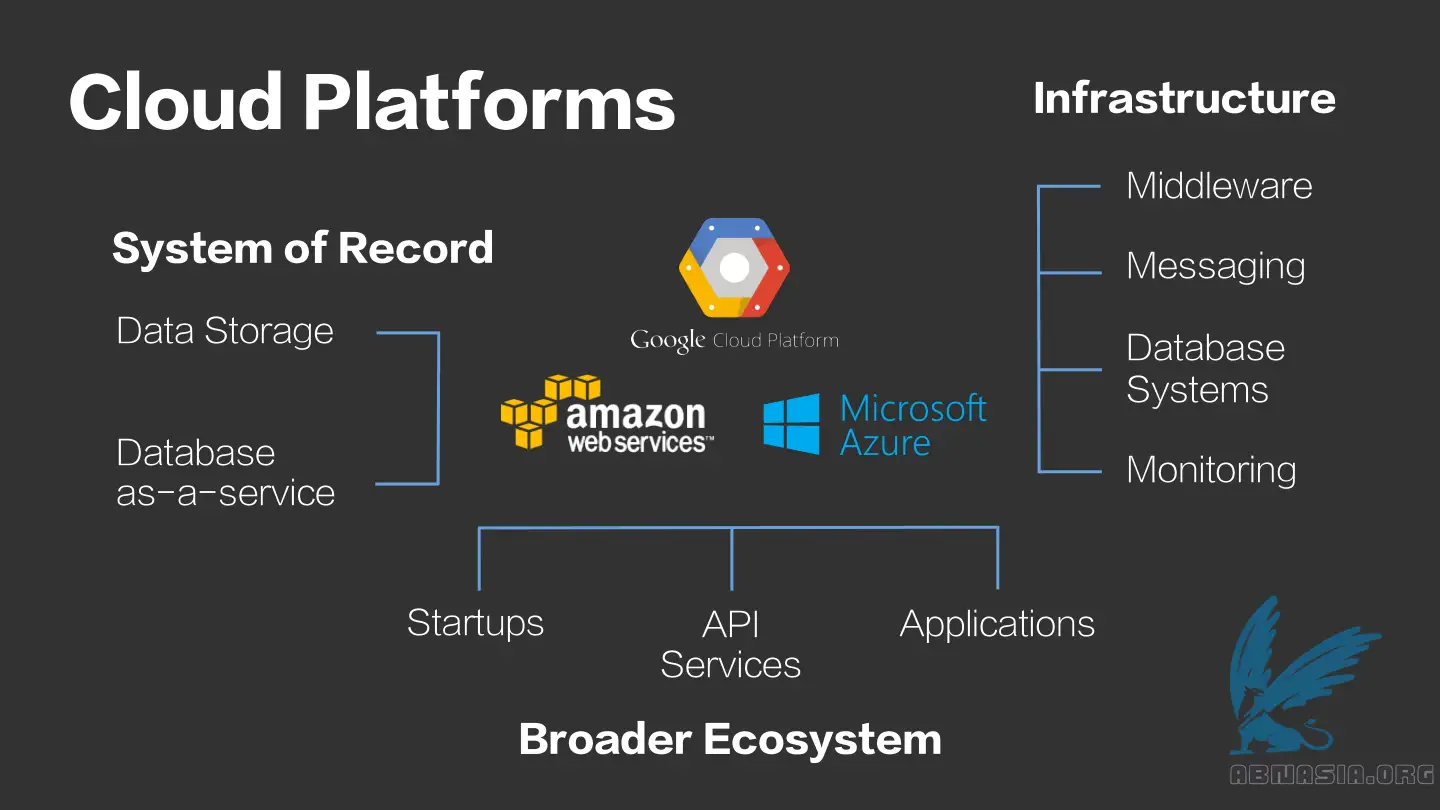 Cloud Platforms
System of Record
Data Storage
Database
as-a-service
Google Cloud Platform
amazon
web services™
Microsoft
Azure
Infrastructure
Middleware
Messaging
Database
Systems
Monitoring
Startups
API
Services
Applications
Broader Ecosystem
ABNASIA.ORG